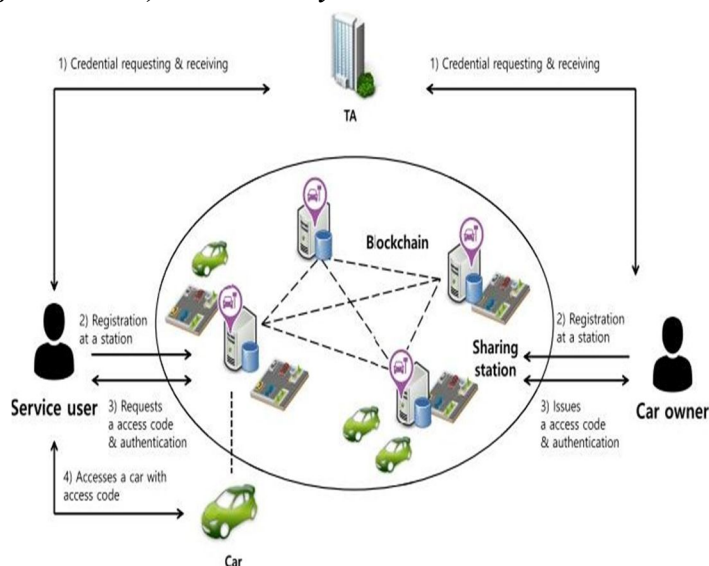 1) Credential requesting & receiving
1) Credential requesting & receiving
TA
Blockchain
2) Registration
at a station
2) Registration
at a station
Sharing
station
Service user
3) Requests
a access code
& authentication
3) Issues
a access code
& authentication
Car owner
4) Accesses a car with
access code
Car